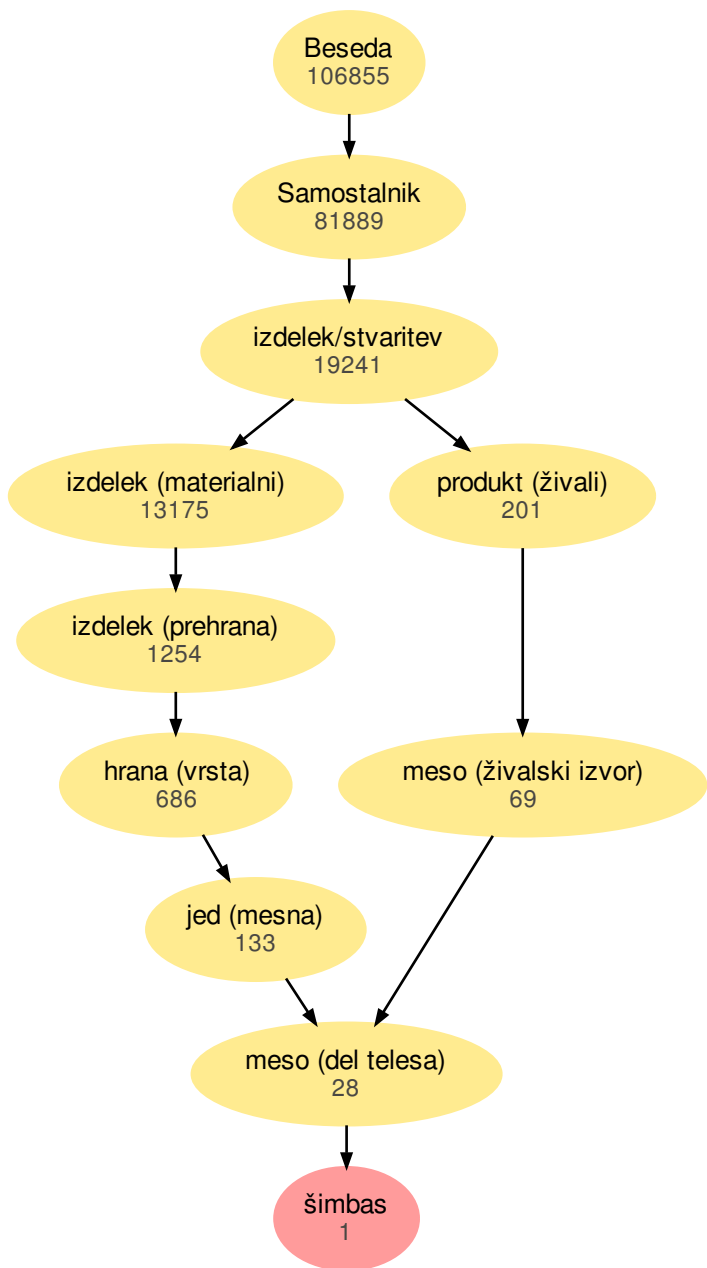 Beseda
106855
Samostalnik
81889
izdelek/stvaritev
19241
izdelek (materialni)
13175
produkt (živali)
201
izdelek (prehrana)
1254
hrana (vrsta)
686
meso (živalski izvor)
69
jed (mesna)
133
meso (del telesa)
28
šimbas
1